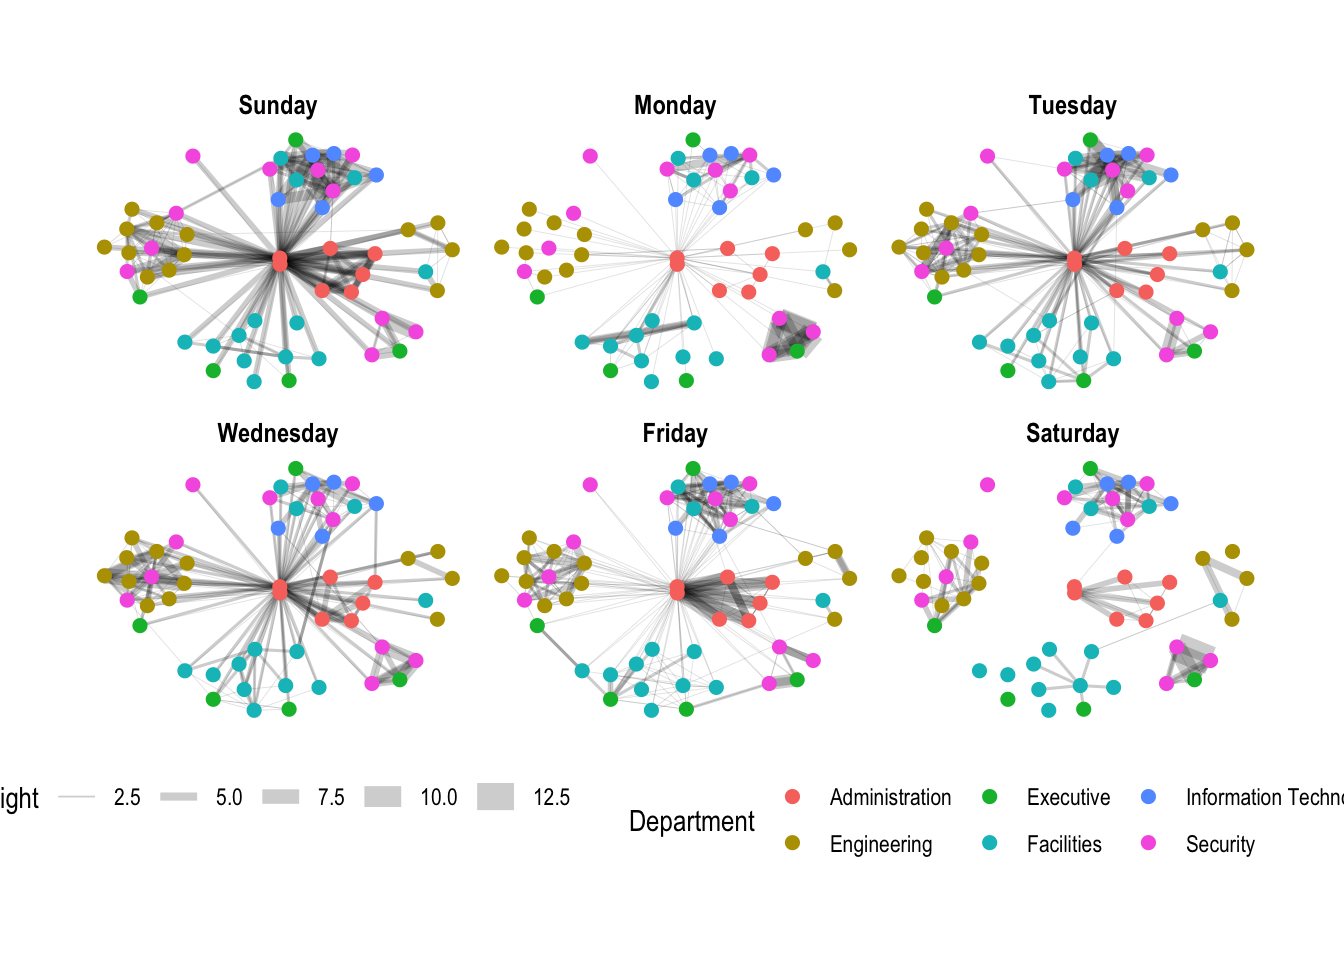 Sunday Monday Tuesday
Wednesday Friday Saturday
ight 2.5 5.0 7.5 10.0 12.5
Department
Administration Executive Information Techno
Engineering Facilities Security